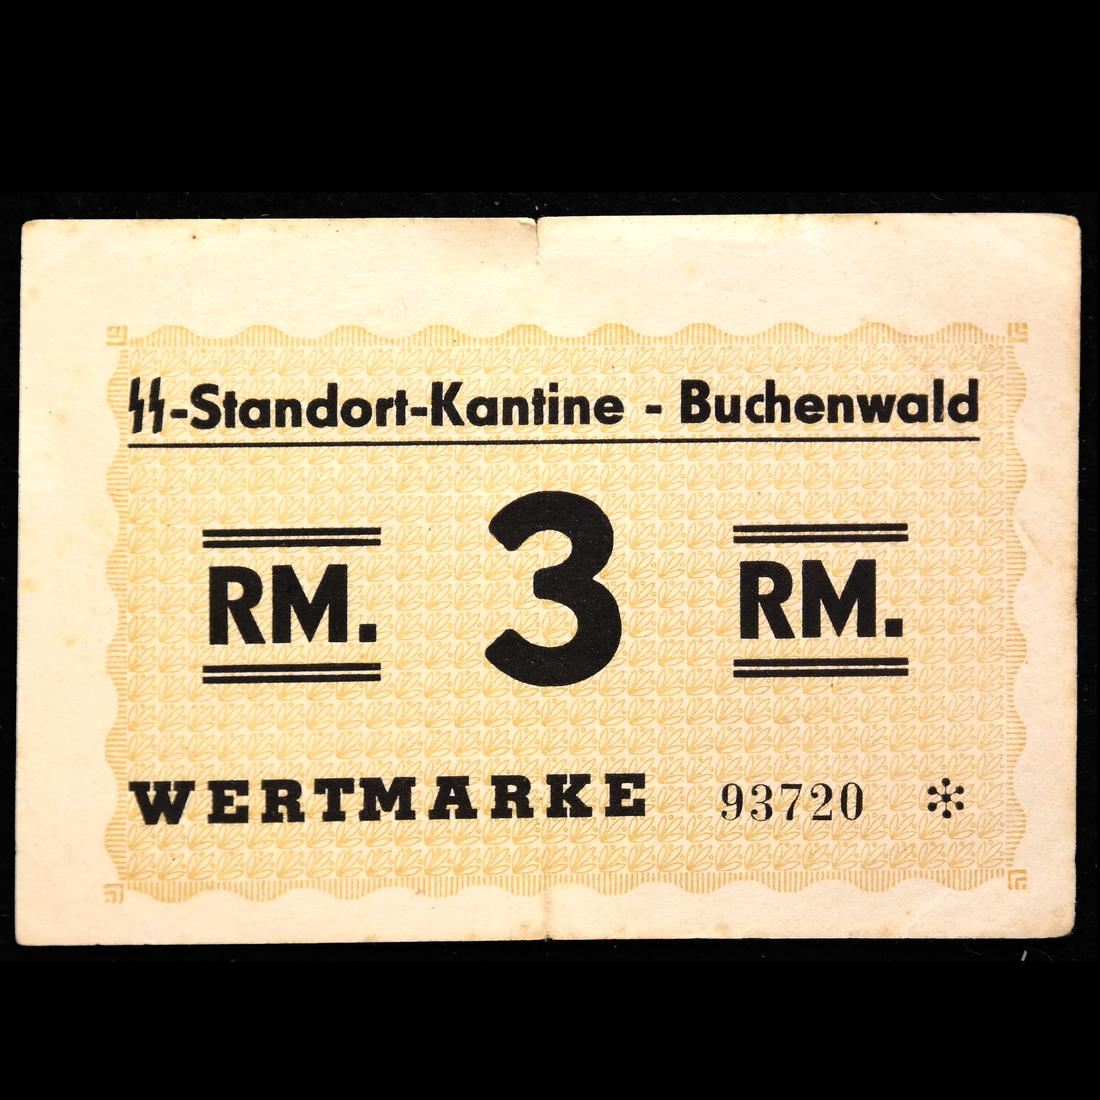 ᛋᛋ-Standort-Kantine - Buchenwald
RM. 3 RM.
WERTMARKE 93720 *